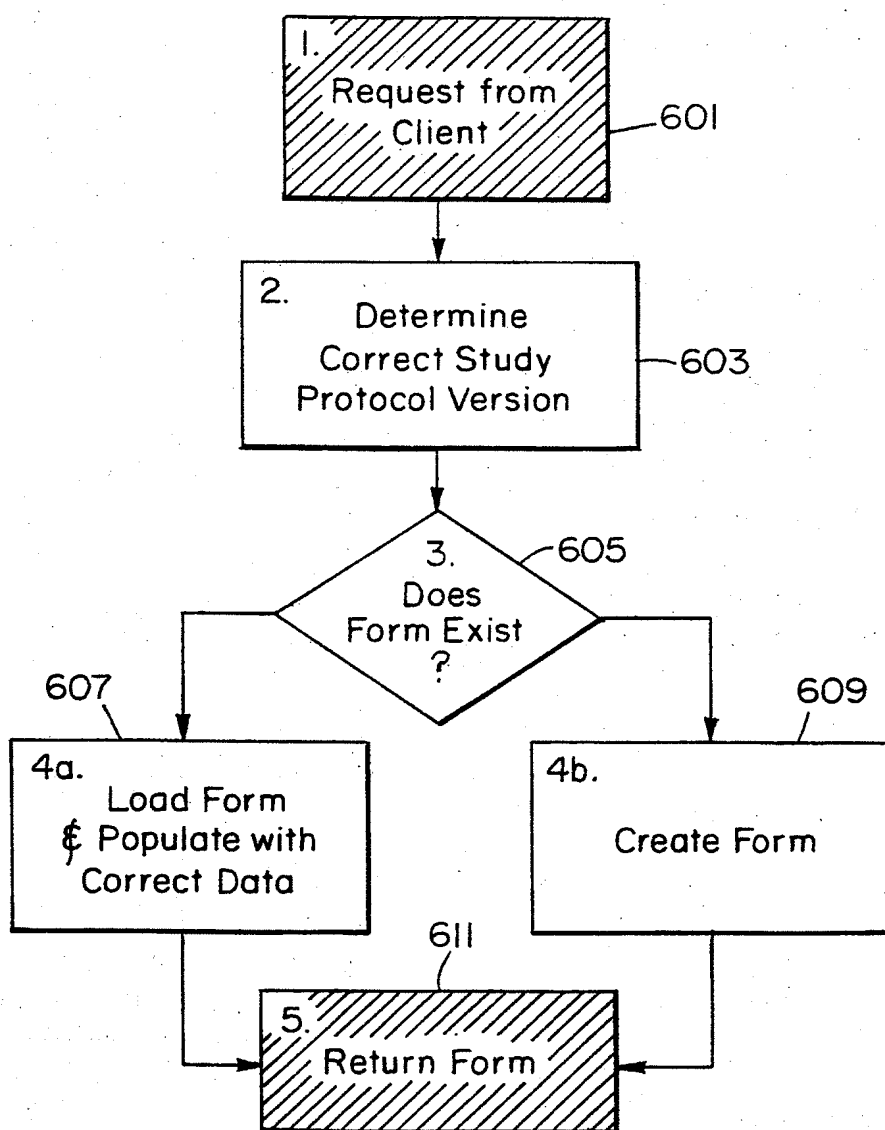 1.
Request from
Client
601
2.
Determine
Correct Study
Protocol Version
603
3.
Does
Form Exist
?
605
607
4a.
Load Form
& Populate with
Correct Data
609
4b.
Create Form
611
5.
Return Form